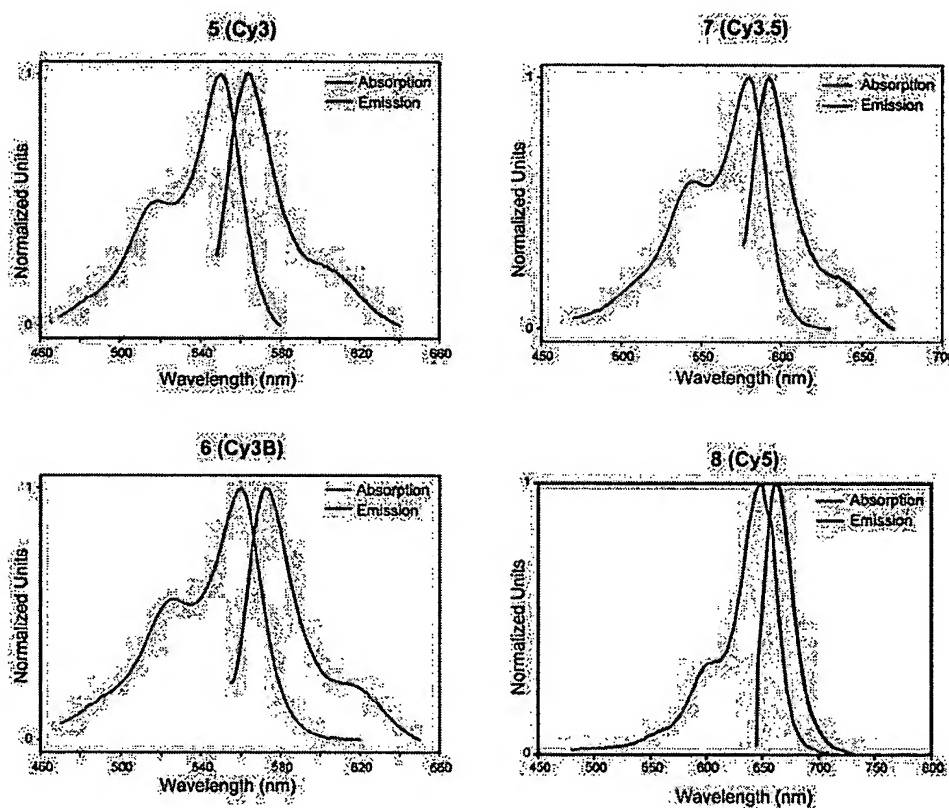 5 (Cy3)
Normalized Units
1
0
Absorption
Emission
460 500 540 580 620 660
Wavelength (nm)
7 (Cy3.5)
Normalized Units
1
0
Absorption
Emission
450 500 550 600 650 70
Wavelength (nm)
6 (Cy3B)
Normalized Units
1
0
Absorption
Emission
460 500 540 580 620 660
Wavelength (nm)
8 (Cy5)
Normalized Units
1
0
Absorption
Emission
450 500 550 600 650 700 750 800
Wavelength (nm)